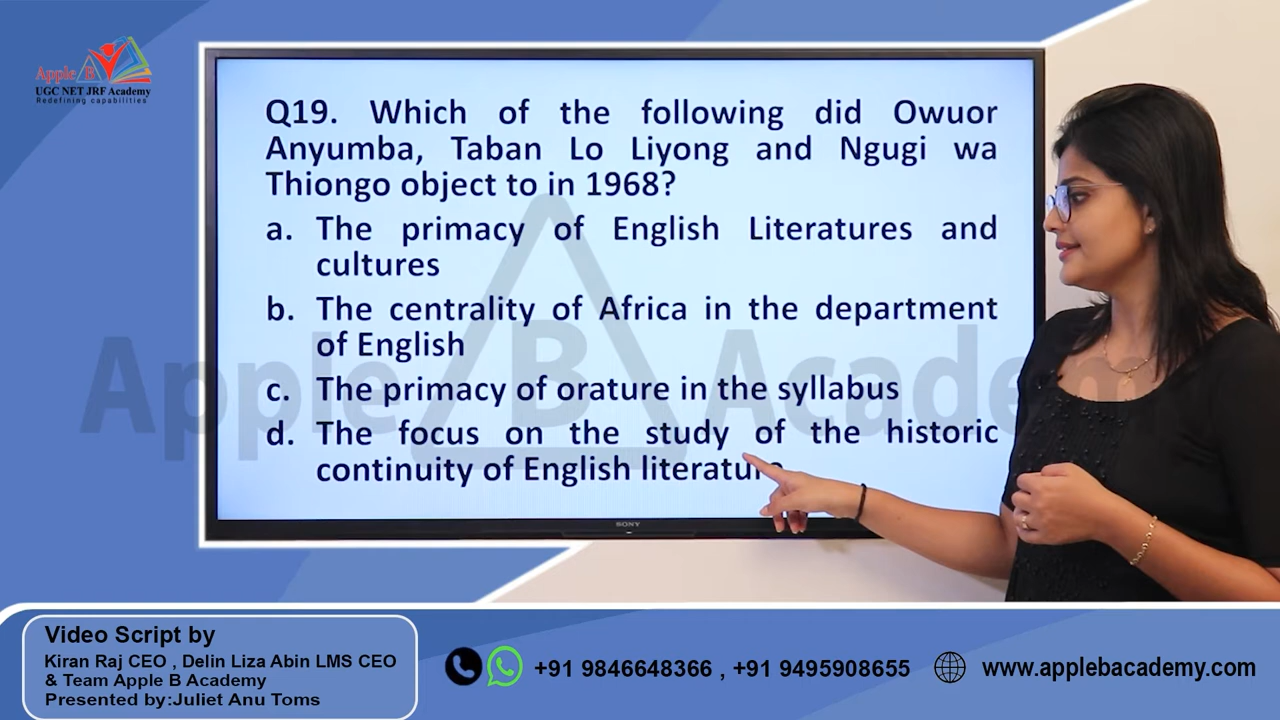 Apple B
UGC NET JRF Academy
Redefining capabilities
Q19. Which of the following did Owuor
Anyumba, Taban Lo Liyong and Ngugi wa
Thiongo object to in 1968?
a. The primacy of English Literatures and
cultures
b. The centrality of Africa in the department
of English
c. The primacy of orature in the syllabus
d. The focus on the study of the historic
continuity of English literature
Apple B Academy
SONY
Video Script by
Kiran Raj CEO , Delin Liza Abin LMS CEO
& Team Apple B Academy
Presented by:Juliet Anu Toms
+91 9846648366 , +91 9495908655
www.applebacademy.com